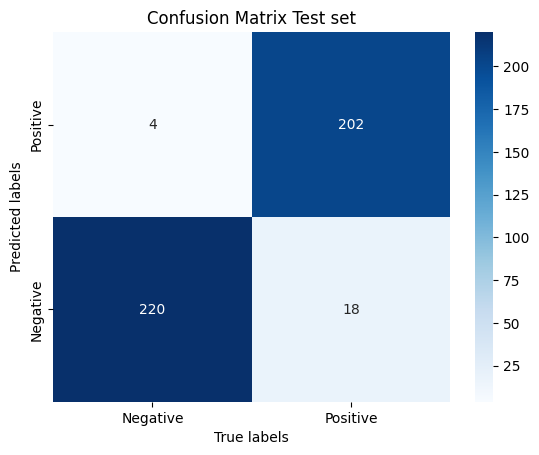 Confusion Matrix Test set
Predicted labels
Positive
Negative
4
202
220
18
Negative
Positive
True labels
200
175
150
125
100
75
50
25